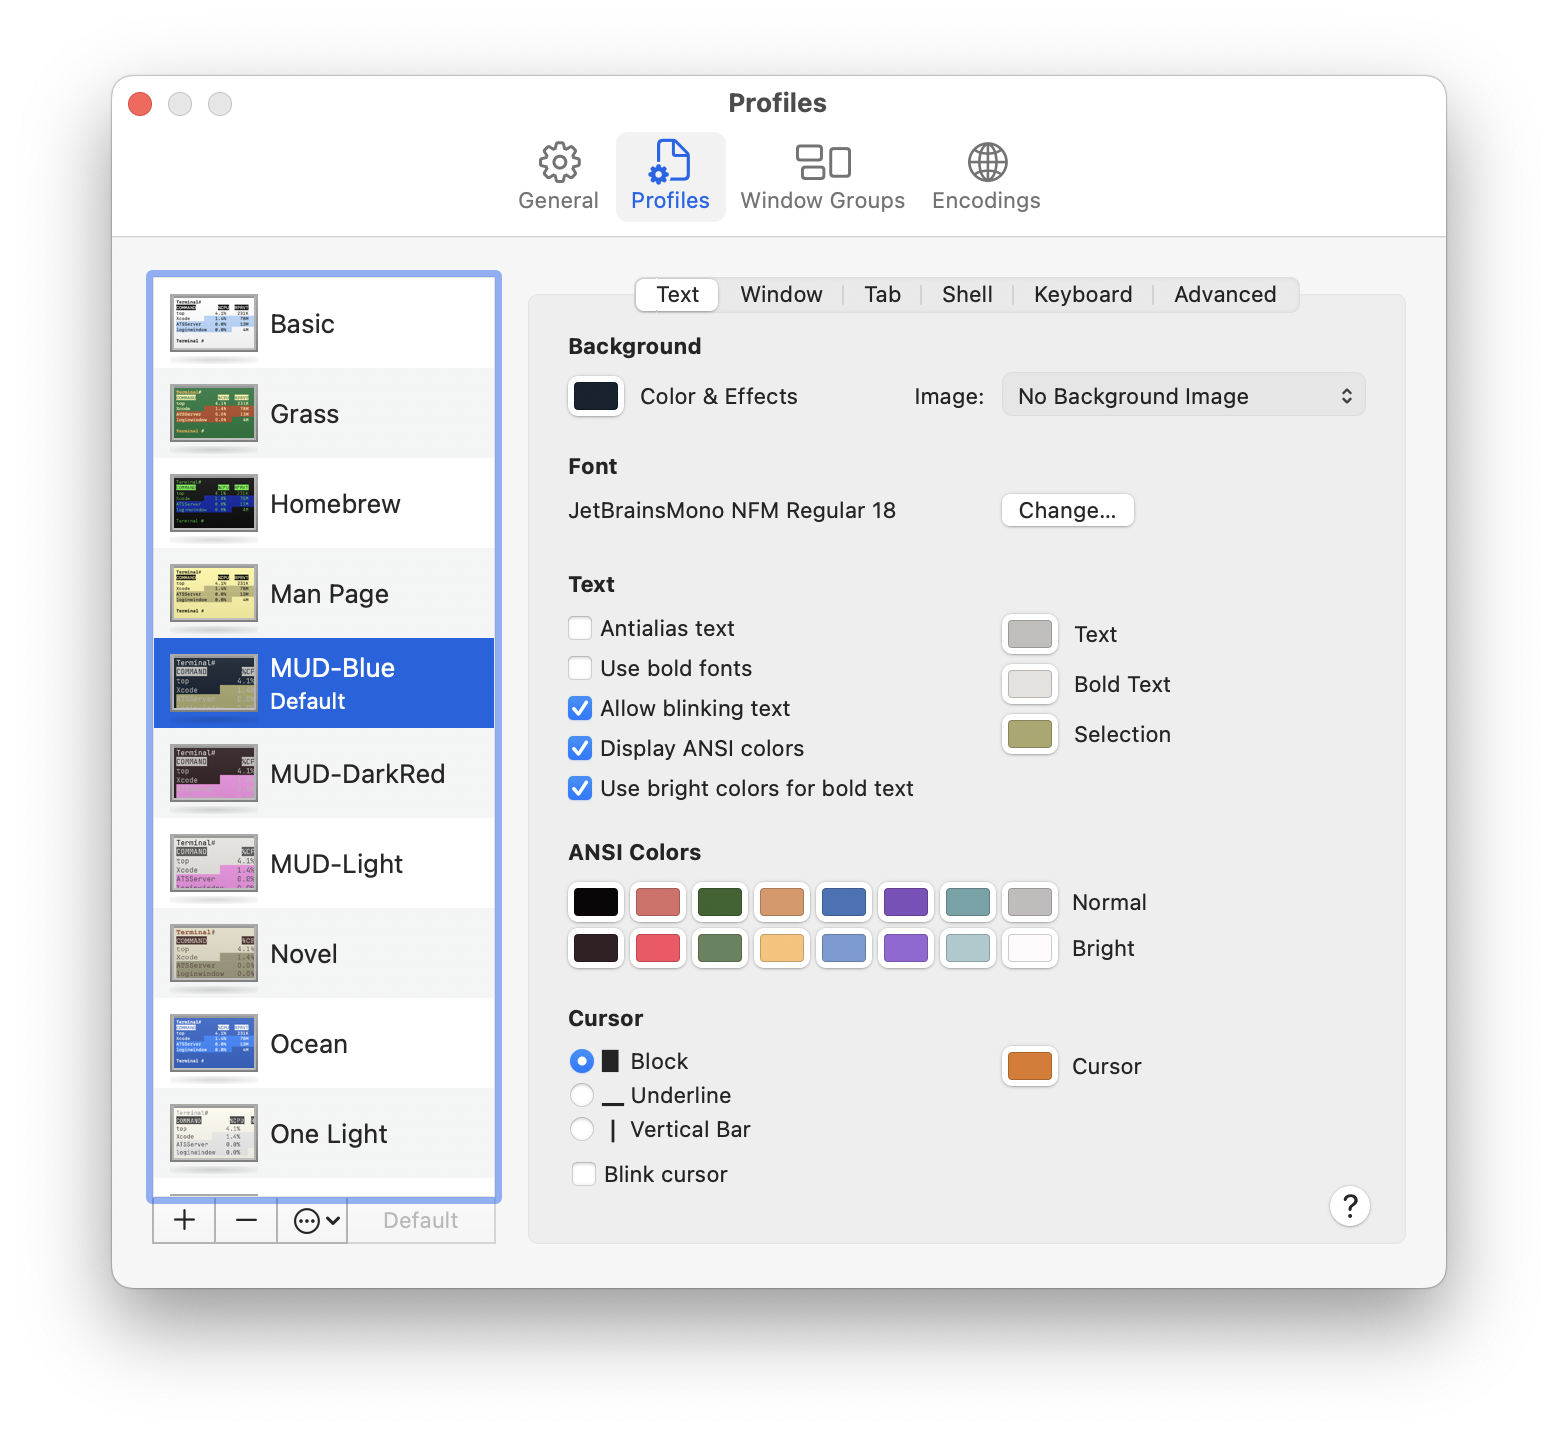 Profiles
General
Profiles
Window Groups
Encodings
Basic
Grass
Homebrew
Man Page
MUD-Blue
Default
MUD-DarkRed
MUD-Light
Novel
Ocean
One Light
Default
Text
Window
Tab
Shell
Keyboard
Advanced
Background
Color & Effects
Image:
No Background Image
Font
JetBrainsMono NFM Regular 18
Change...
Text
Antialias text
Use bold fonts
Allow blinking text
Display ANSI colors
Use bright colors for bold text
Text
Bold Text
Selection
ANSI Colors
Normal
Bright
Cursor
Block
Underline
Vertical Bar
Blink cursor
Cursor
?